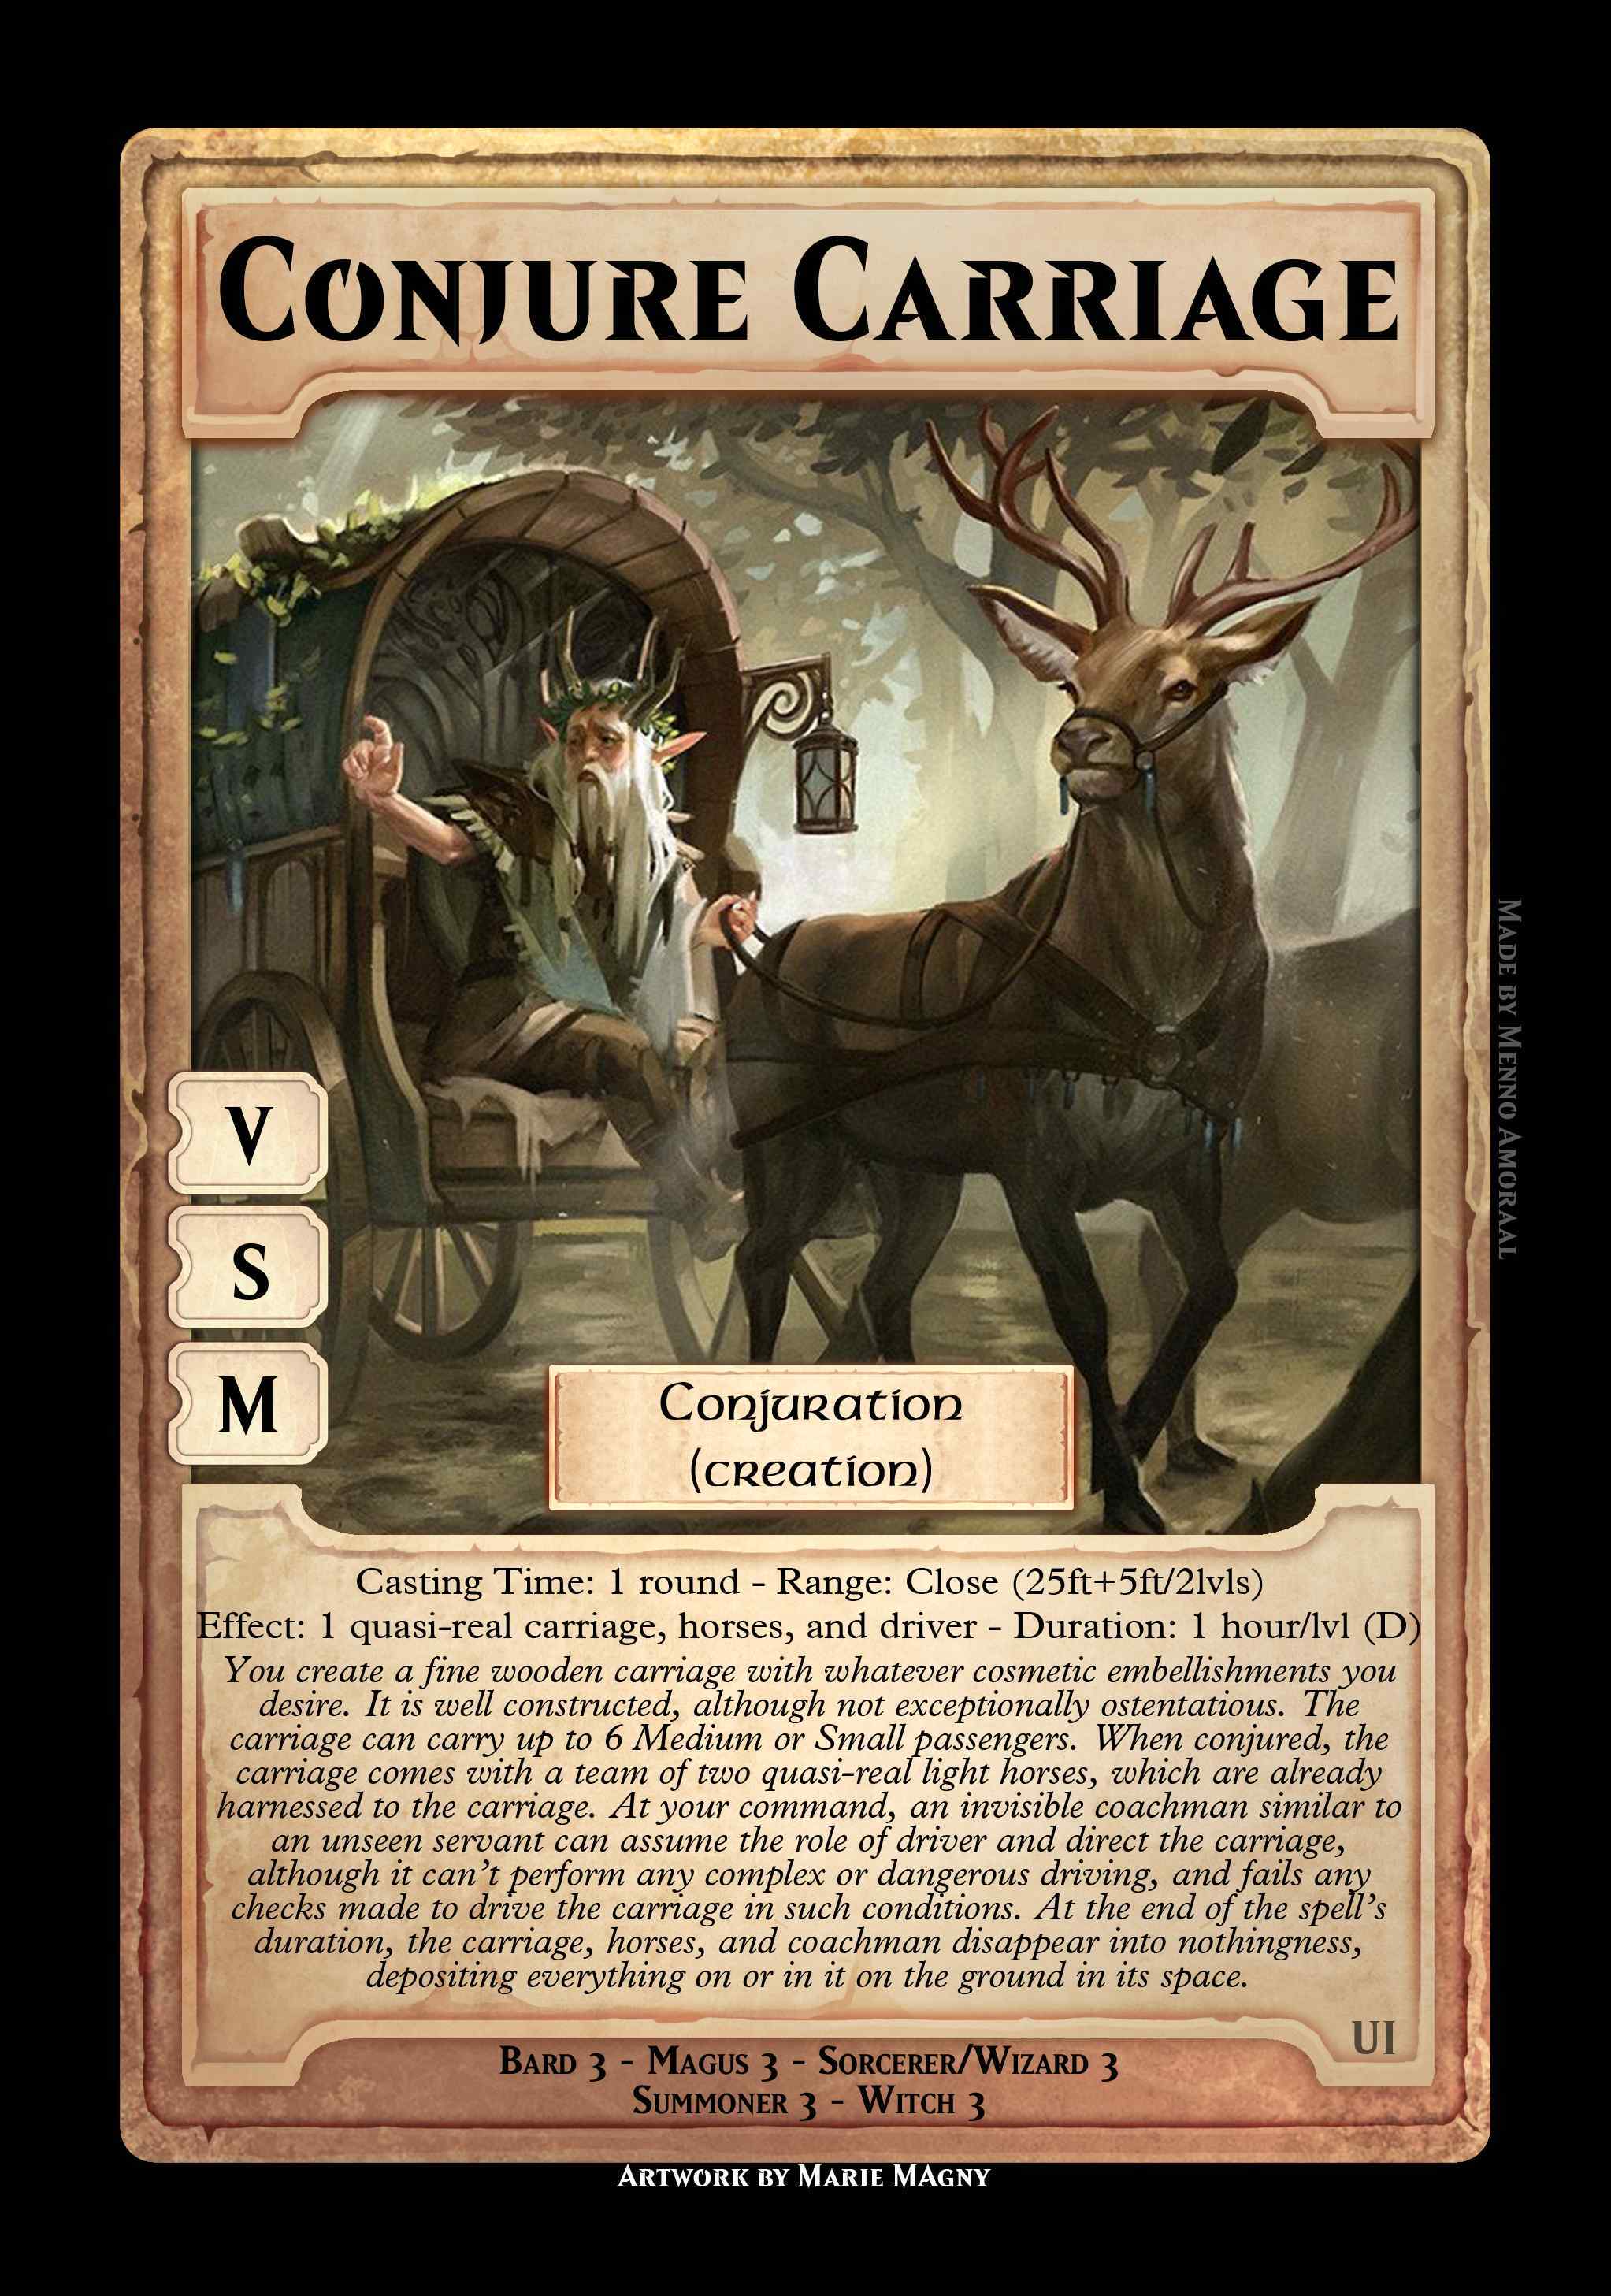 Conjure Carriage
V
S
M
Conjuration
(creation)
Casting Time: 1 round - Range: Close (25ft+5ft/2lvls)
Effect: 1 quasi-real carriage, horses, and driver - Duration: 1 hour/lvl (D)
You create a fine wooden carriage with whatever cosmetic embellishments you
desire. It is well constructed, although not exceptionally ostentatious. The
carriage can carry up to 6 Medium or Small passengers. When conjured, the
carriage comes with a team of two quasi-real light horses, which are already
harnessed to the carriage. At your command, an invisible coachman similar to
an unseen servant can assume the role of driver and direct the carriage,
although it can't perform any complex or dangerous driving, and fails any
checks made to drive the carriage in such conditions. At the end of the spell's
duration, the carriage, horses, and coachman disappear into nothingness,
depositing everything on or in it on the ground in its space.
UI
Bard 3 - Magus 3 - Sorcerer/Wizard 3
Summoner 3 - Witch 3
Artwork by Marie MAgny
Made by Menno Amoraal